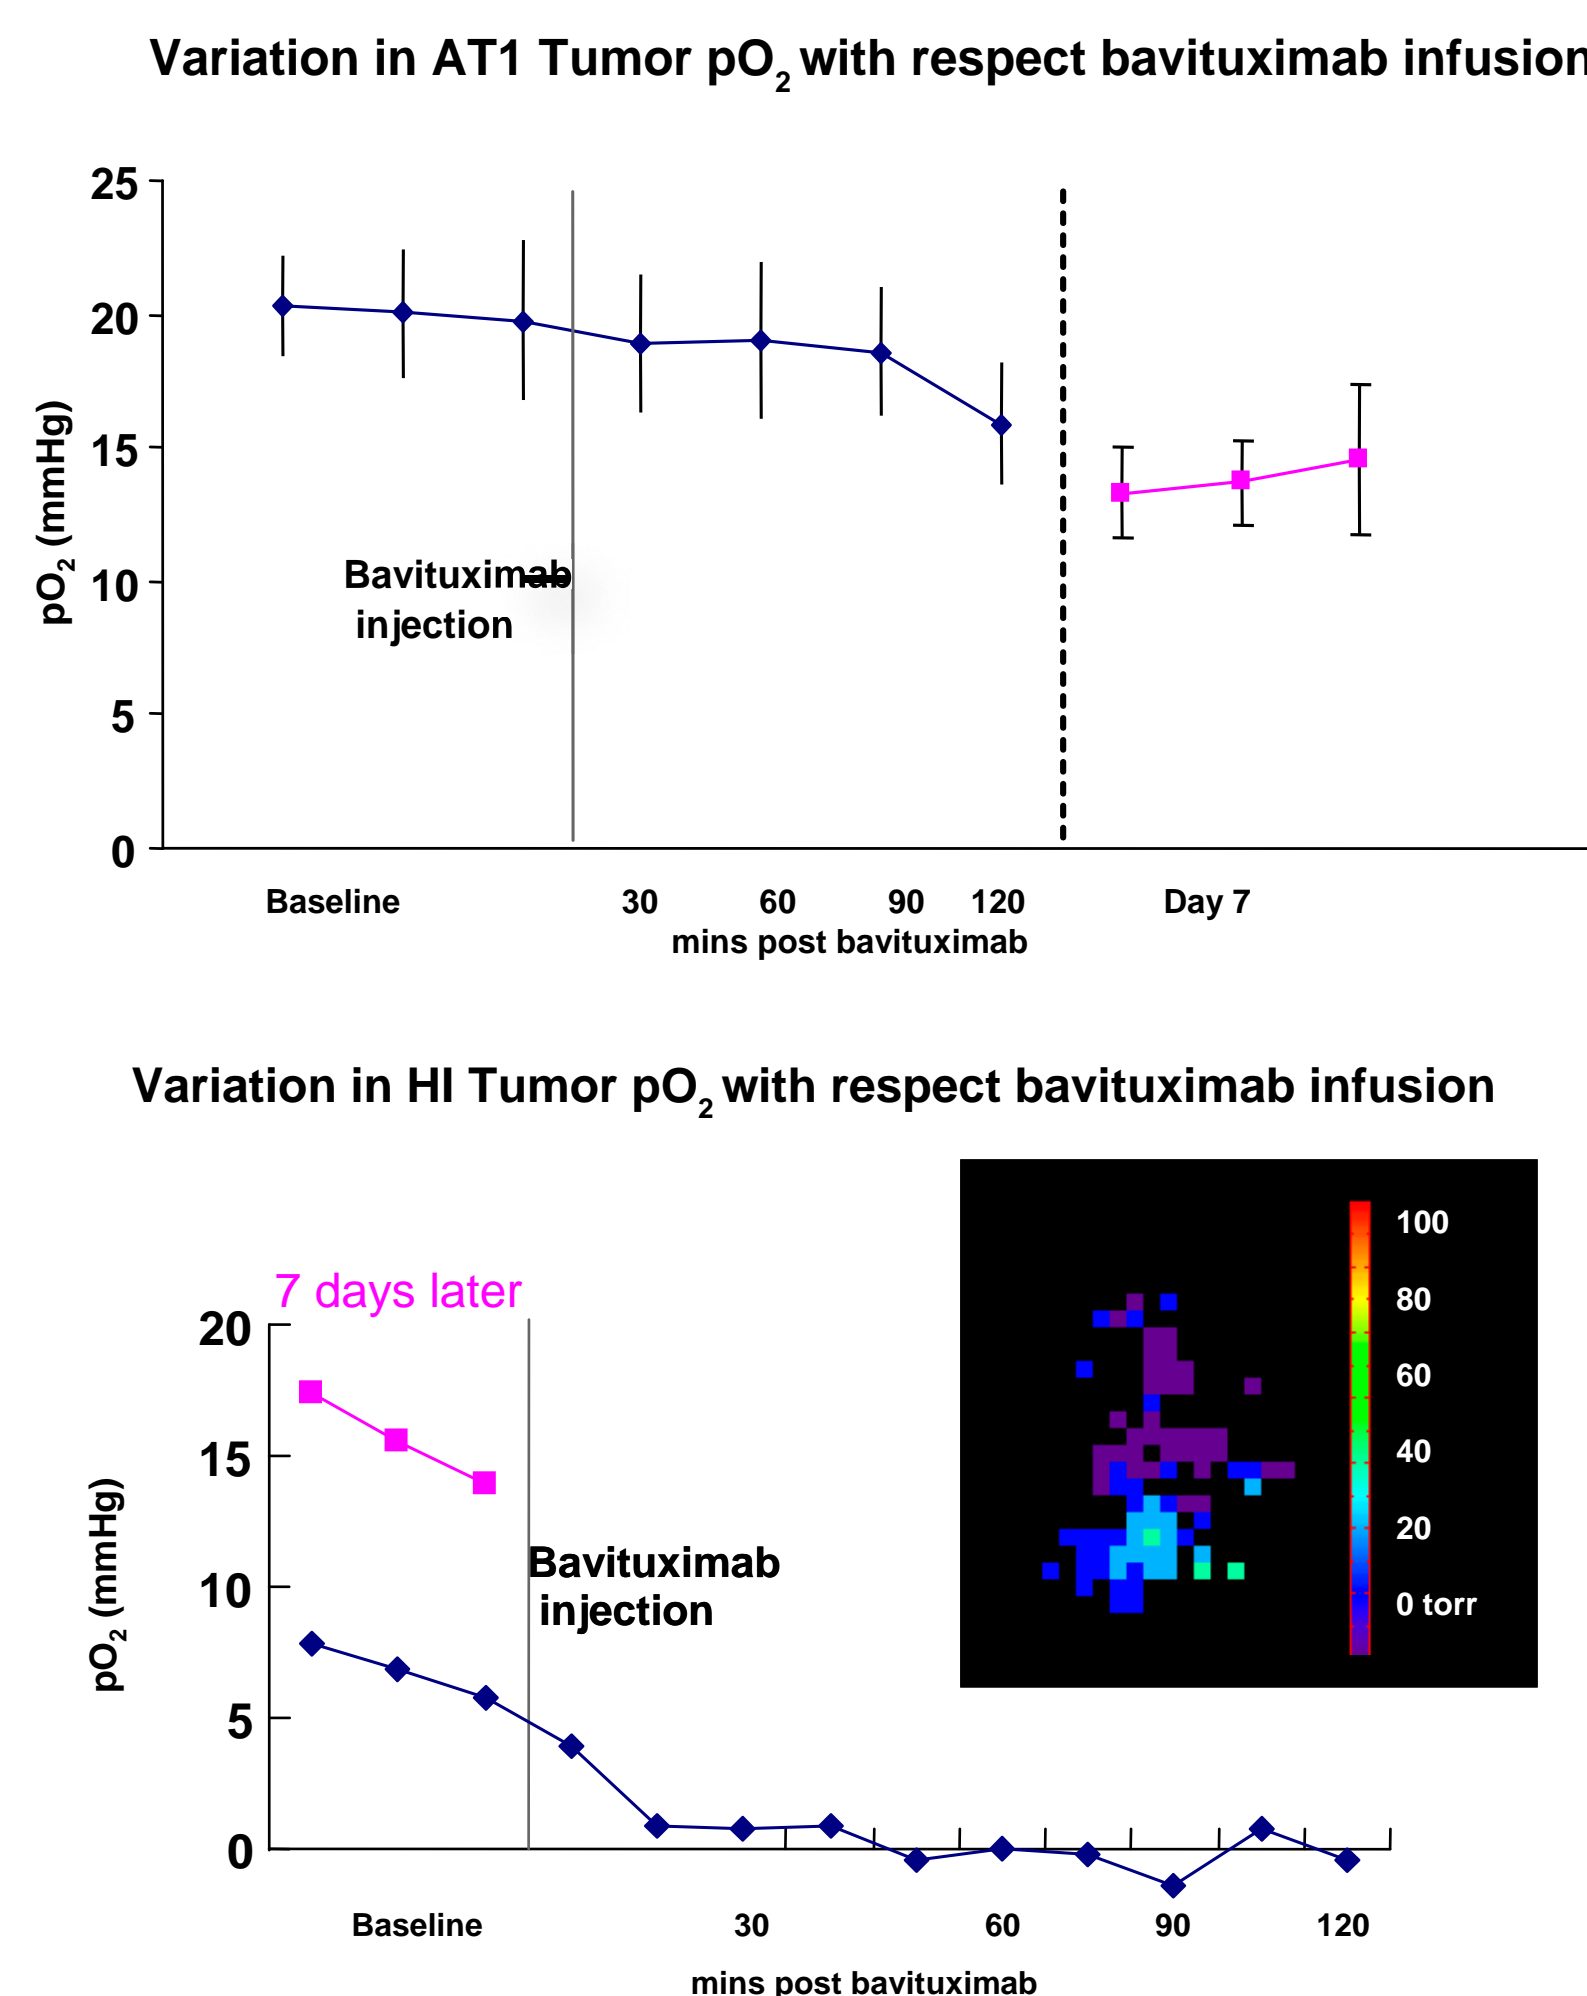 Variation in AT1 Tumor pO2 with respect bavituximab infusion
25
20
15
10
5
0
pO2 (mmHg)
Bavituximab
injection
Baseline 30 60 90 120 Day 7
mins post bavituximab
Variation in HI Tumor pO2 with respect bavituximab infusion
100
80
60
40
20
0 torr
7 days later
20
15
10
5
0
pO2 (mmHg)
Bavituximab
injection
Baseline 30 60 90 120
mins post bavituximab